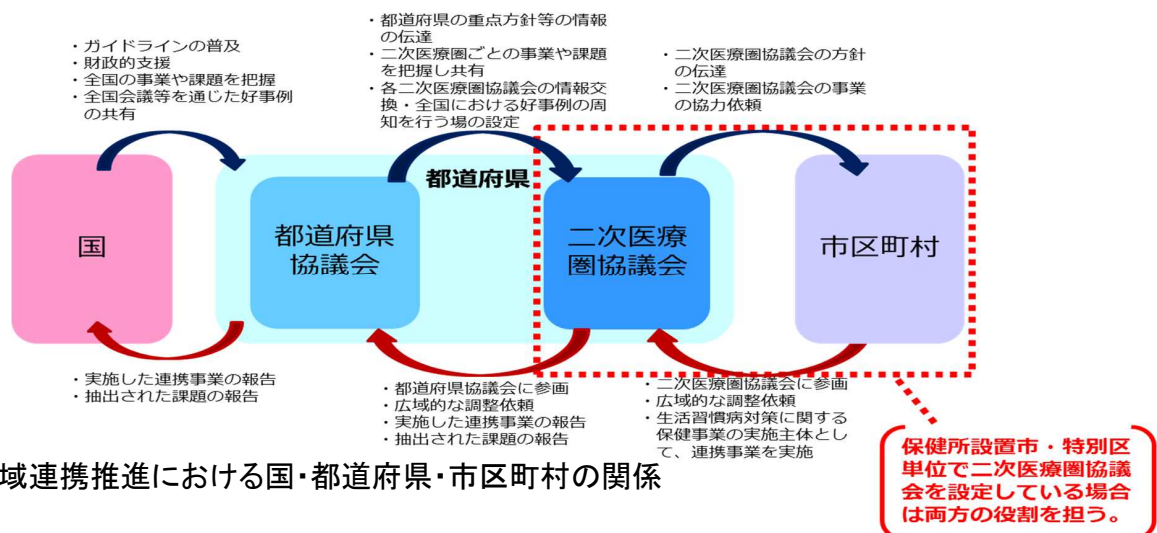 ・ガイドラインの普及
・財政的支援
・全国の事業や課題を把握
・全国会議等を通じた好事例
の共有
・都道府県の重点方針等の情報
の伝達
・二次医療圏ごとの事業や課題
を把握し共有
・各二次医療圏協議会の情報交
換・全国における好事例の周
知を行う場の設定
・二次医療圏協議会の方針
の伝達
・二次医療圏協議会の事業
の協力依頼
都道府県
国
都道府県
協議会
二次医療
圏協議会
市区町村
・実施した連携事業の報告
・抽出された課題の報告
・都道府県協議会に参画
・広域的な調整依頼
・実施した連携事業の報告
・抽出された課題の報告
・二次医療圏協議会に参画
・広域的な調整依頼
・生活習慣病対策に関する
保健事業の実施主体とし
て、連携事業を実施
保健所設置市・特別区
単位で二次医療圏協議
会を設定している場合
は両方の役割を担う。
域連携推進における国・都道府県・市区町村の関係